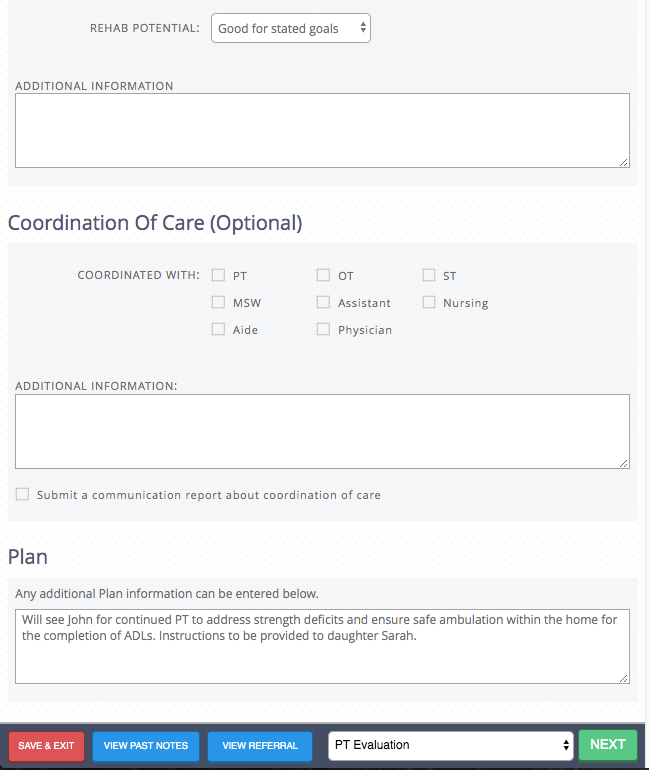 REHAB POTENTIAL: Good for stated goals
ADDITIONAL INFORMATION
Coordination Of Care (Optional)
COORDINATED WITH: PT OT ST
MSW Assistant Nursing
Aide Physician
ADDITIONAL INFORMATION:
Submit a communication report about coordination of care
Plan
Any additional Plan information can be entered below.
Will see John for continued PT to address strength deficits and ensure safe ambulation within the home for
the completion of ADLs. Instructions to be provided to daughter Sarah.
SAVE & EXIT VIEW PAST NOTES VIEW REFERRAL PT Evaluation NEXT